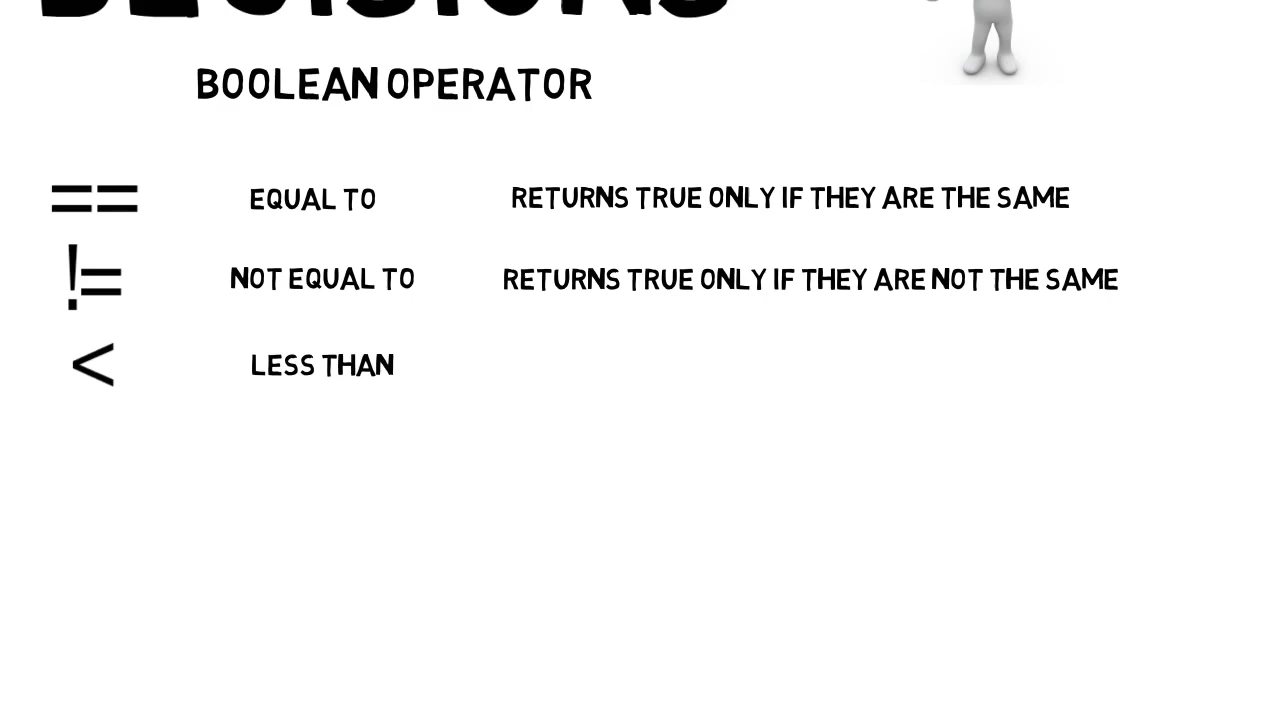 DECISIONS
BOOLEAN OPERATOR
== EQUAL TO RETURNS TRUE ONLY IF THEY ARE THE SAME
!= NOT EQUAL TO RETURNS TRUE ONLY IF THEY ARE NOT THE SAME
< LESS THAN